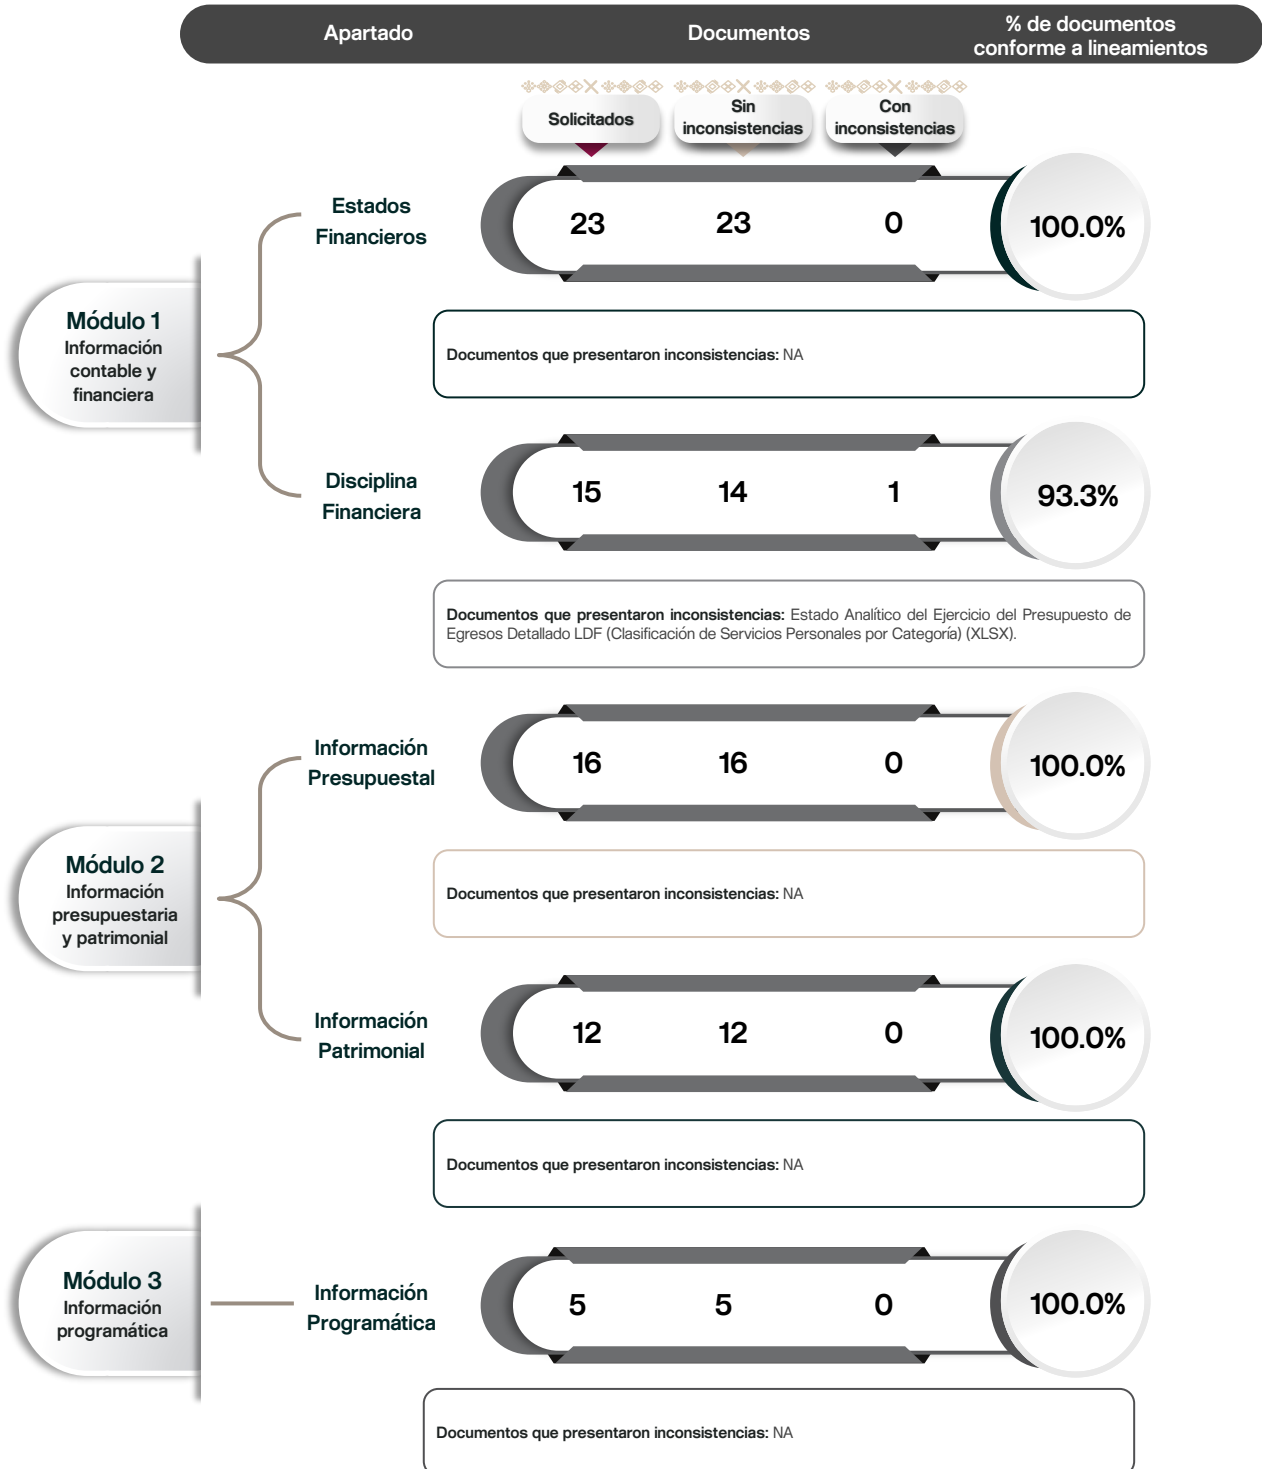 Apartado
Documentos
% de documentos
conforme a lineamientos
Solicitados
Sin
inconsistencias
Con
inconsistencias
Módulo 1
Información
contable y
financiera
Estados
Financieros
23
23
0
100.0%
Documentos que presentaron inconsistencias: NA
Disciplina
Financiera
15
14
1
93.3%
Documentos que presentaron inconsistencias: Estado Analítico del Ejercicio del Presupuesto de
Egresos Detallado LDF (Clasificación de Servicios Personales por Categoría) (XLSX).
Módulo 2
Información
presupuestaria
y patrimonial
Información
Presupuestal
16
16
0
100.0%
Documentos que presentaron inconsistencias: NA
Información
Patrimonial
12
12
0
100.0%
Documentos que presentaron inconsistencias: NA
Módulo 3
Información
programática
Información
Programática
5
5
0
100.0%
Documentos que presentaron inconsistencias: NA